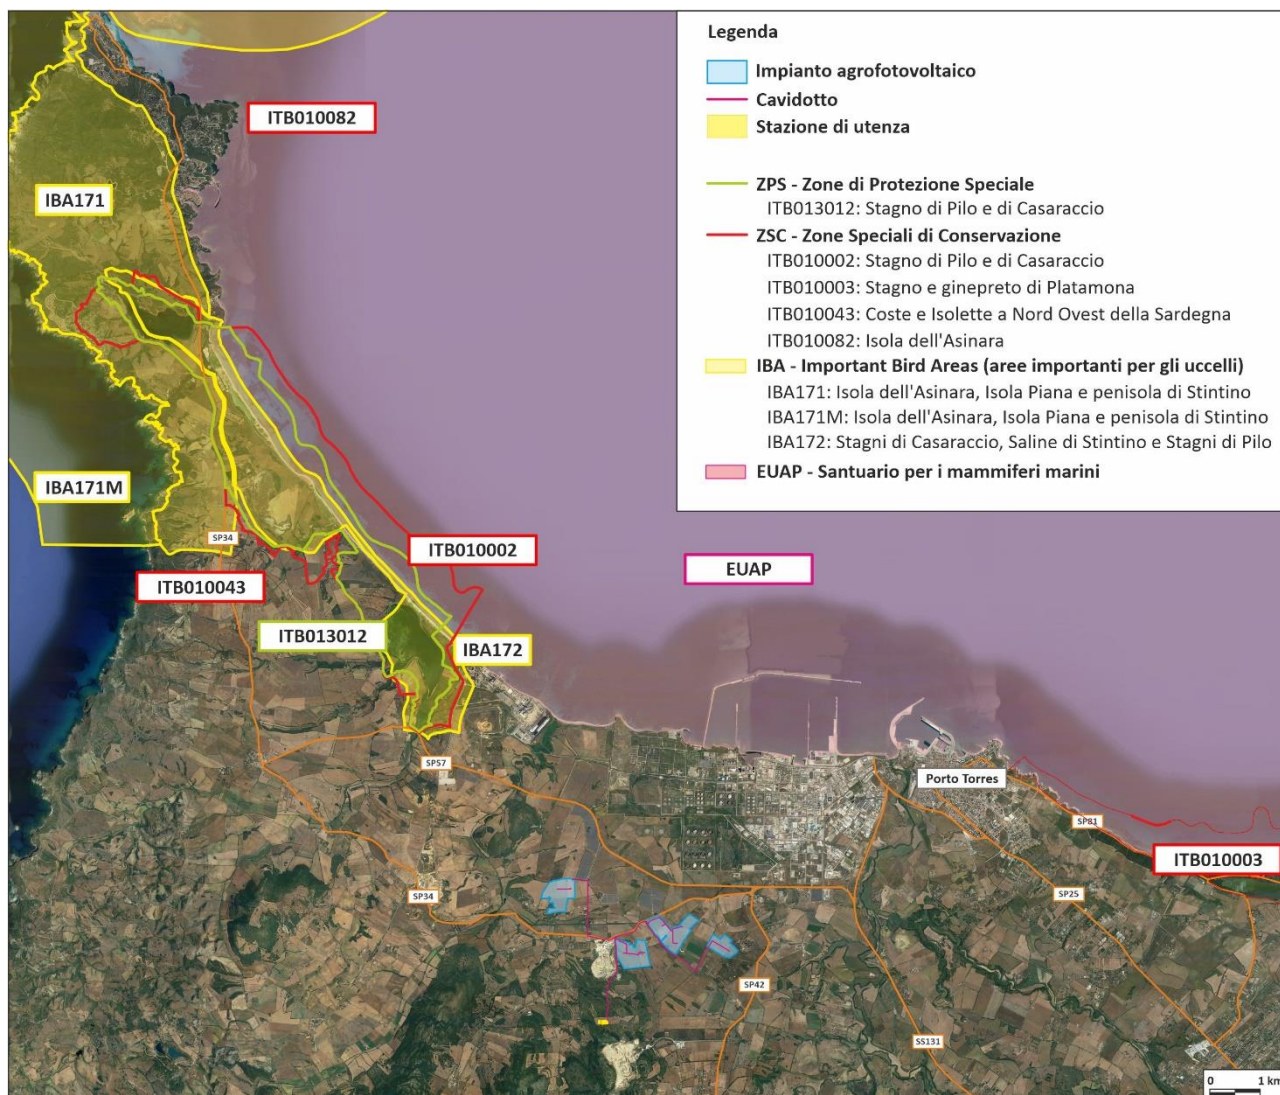 Legenda
Impianto agrofotovoltaico
Cavidotto
Stazione di utenza
ZPS - Zone di Protezione Speciale
ITB013012: Stagno di Pilo e di Casaraccio
ZSC - Zone Speciali di Conservazione
ITB010002: Stagno di Pilo e di Casaraccio
ITB010003: Stagno e ginepreto di Platamona
ITB010043: Coste e Isolette a Nord Ovest della Sardegna
ITB010082: Isola dell'Asinara
IBA - Important Bird Areas (aree importanti per gli uccelli)
IBA171: Isola dell'Asinara, Isola Piana e penisola di Stintino
IBA171M: Isola dell'Asinara, Isola Piana e penisola di Stintino
IBA172: Stagni di Casaraccio, Saline di Stintino e Stagni di Pilo
EUAP - Santuario per i mammiferi marini
ITB010082
IBA171
IBA171M
SP34
ITB010002
EUAP
ITB010043
ITB013012
IBA172
SP57
Porto Torres
SP81
ITB010003
SP34
SP25
SP42
SS131
0 1 km